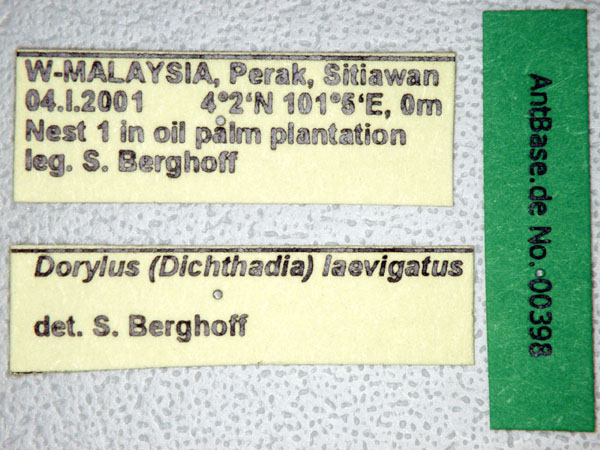 W-MALAYSIA, Perak, Sitiawan
04.I.2001 4°2‘N 101°5‘E, 0m
Nest 1 in oil palm plantation
leg. S. Berghoff
Dorylus (Dichthadia) laevigatus
det. S. Berghoff
AntBase.de No.-00398